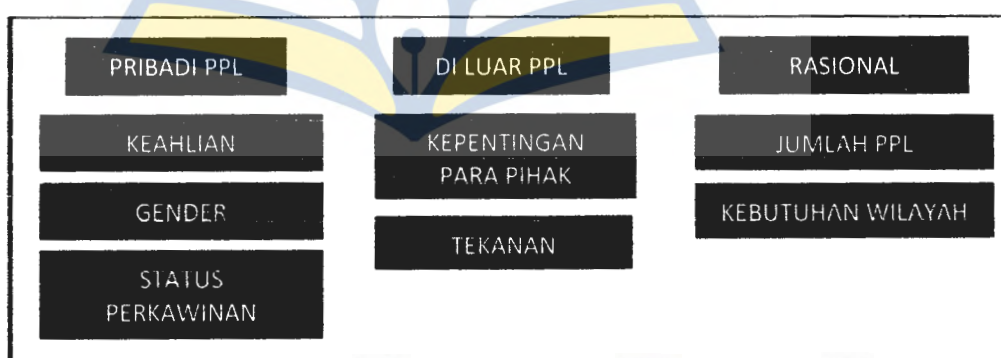 PRIBADI PPL
KEAHLIAN
GENDER
STATUS
PERKAWINAN
DI LUAR PPL
KEPENTINGAN
PARA PIHAK
TEKANAN
RASIONAL
JUMLAH PPL
KEBUTUHAN WILAYAH